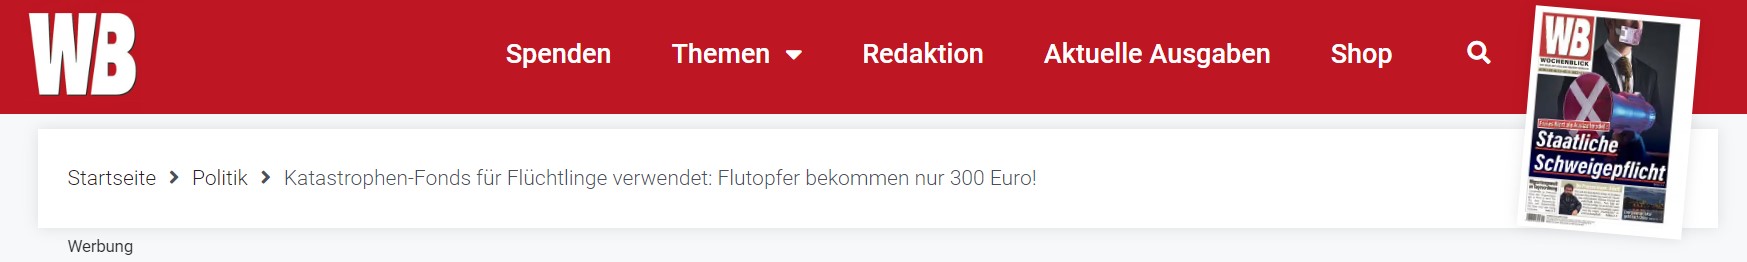 WB
Spenden Themen Redaktion Aktuelle Ausgaben Shop
WB
WOCHENBLICK
Staatliche
Schweigepflicht
Startseite > Politik > Katastrophen-Fonds für Flüchtlinge verwendet: Flutopfer bekommen nur 300 Euro!
Werbung